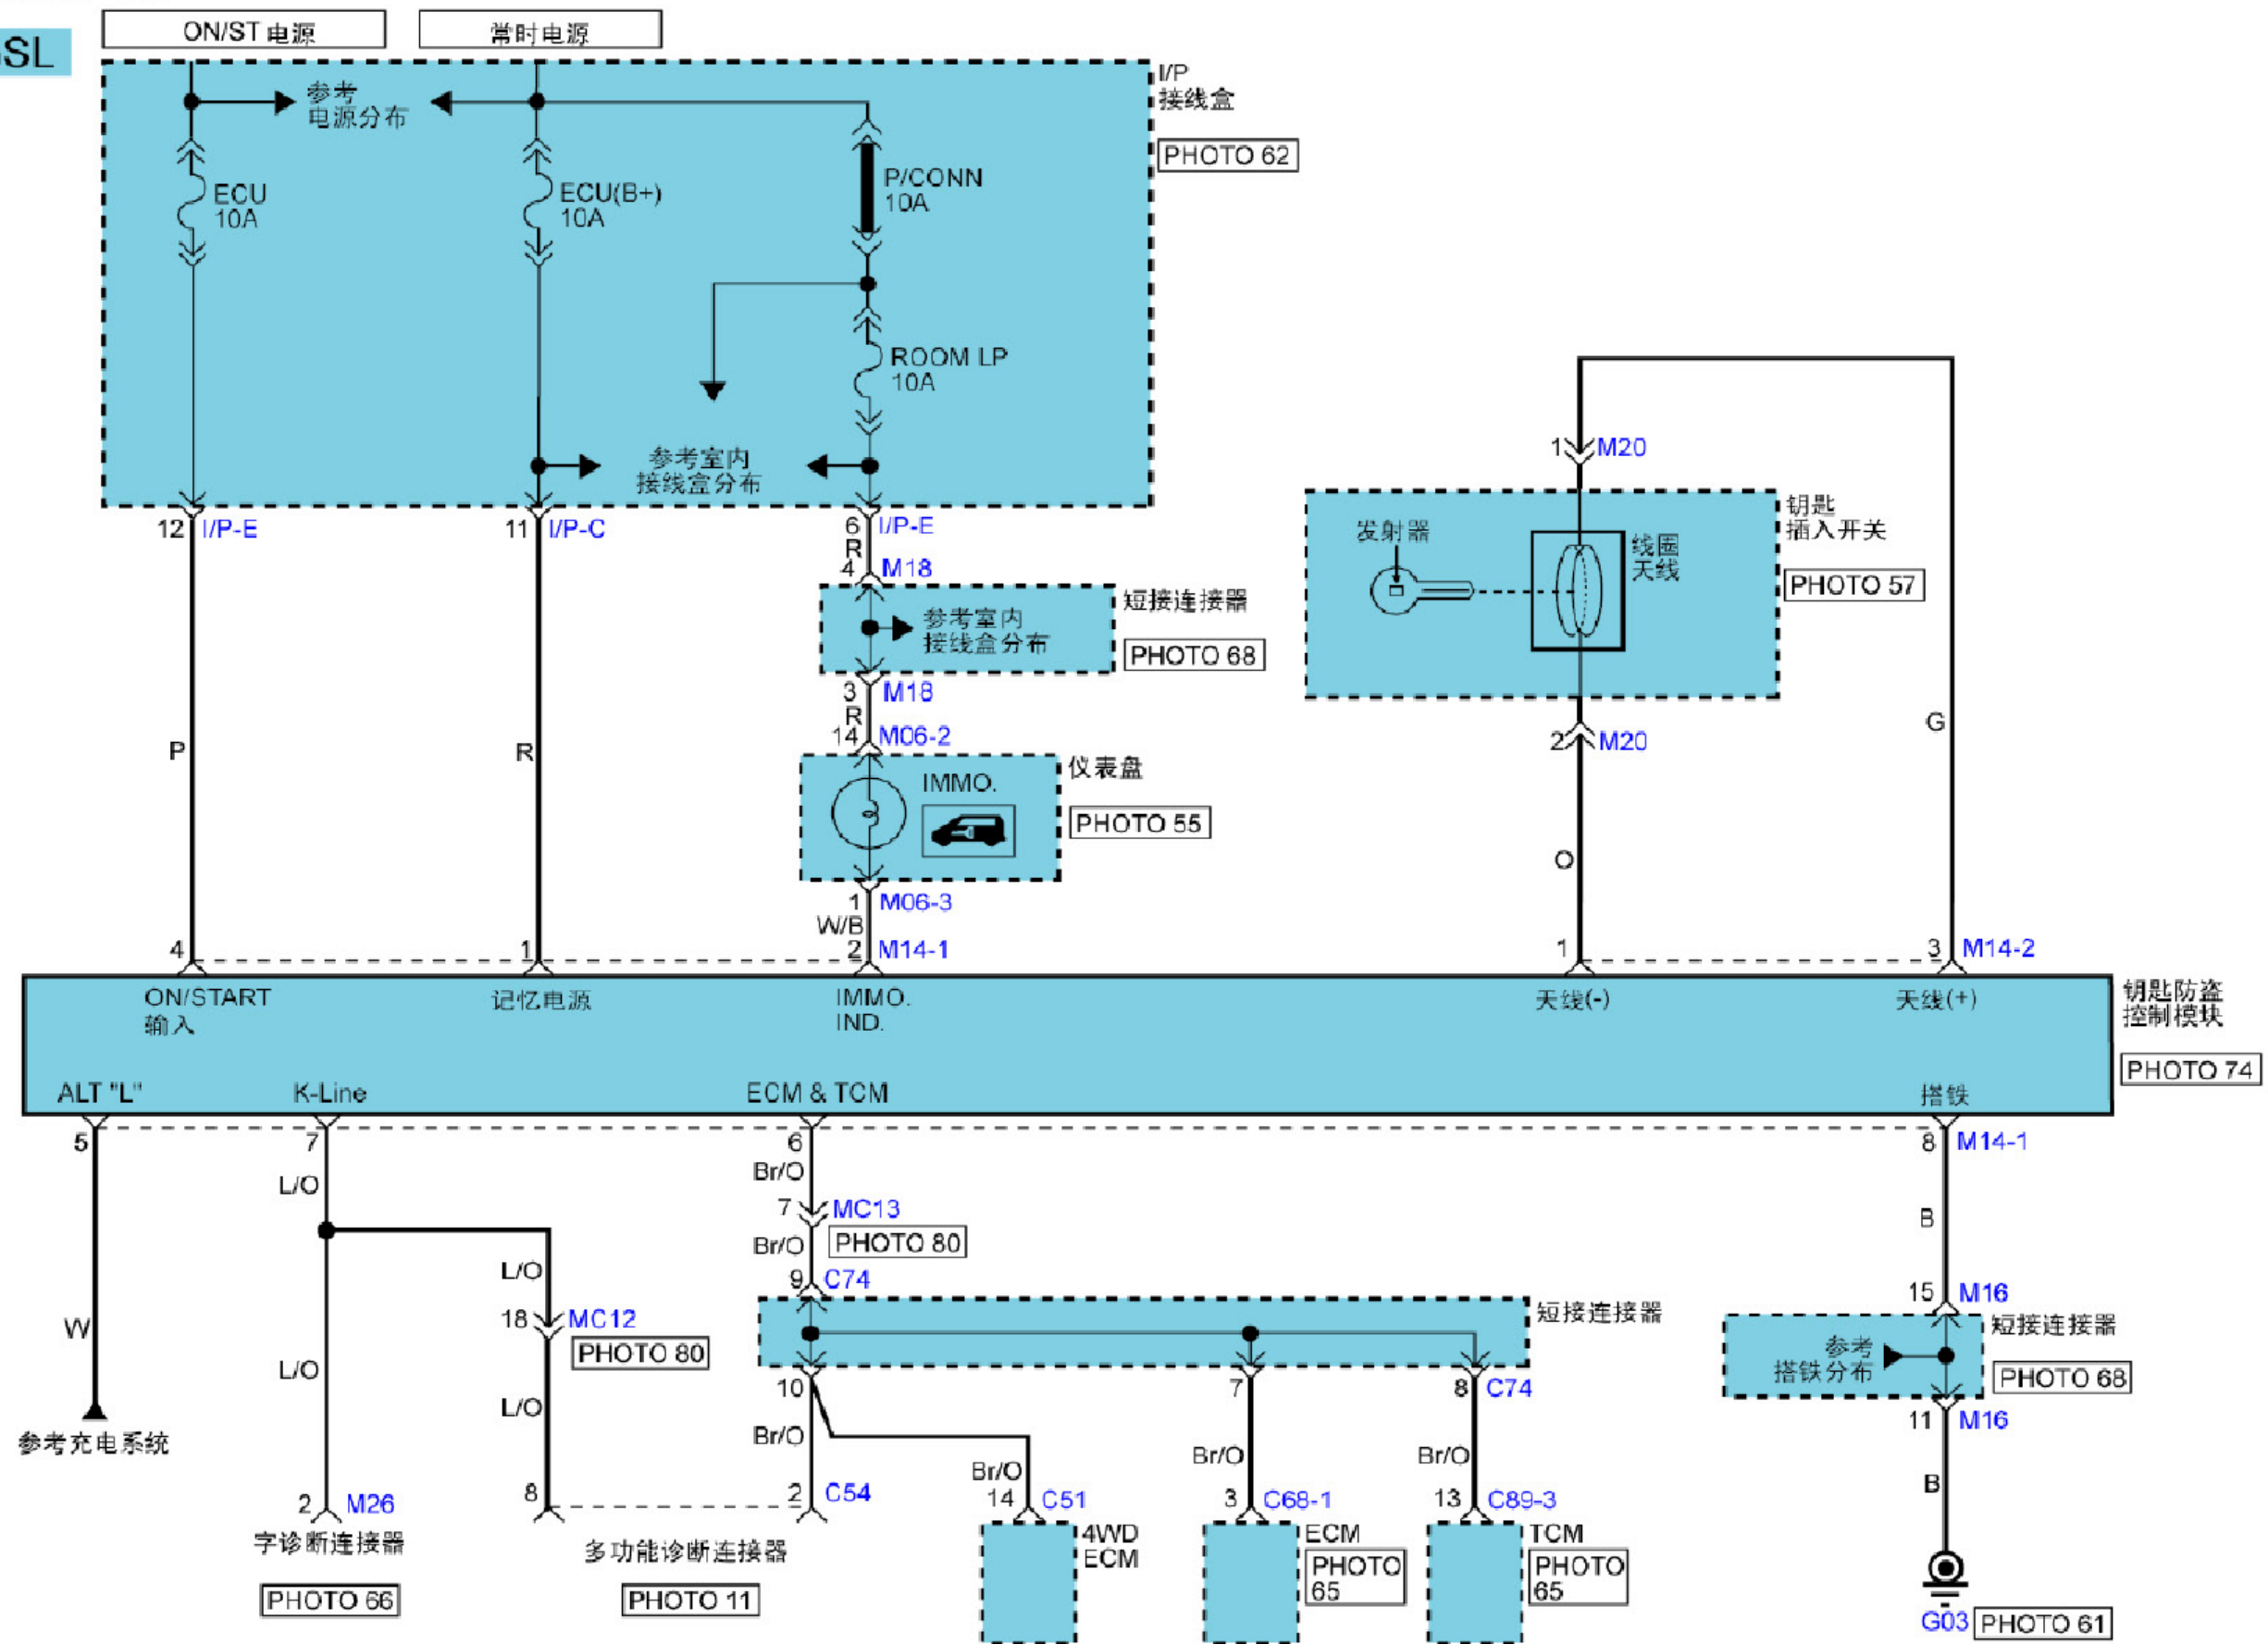 SL
ON/ST 电源
常时电源
I/P
接线盒
PHOTO 62
参考
电源分布
ECU
10A
ECU(B+)
10A
P/CONN
10A
ROOM LP
10A
参考室内
接线盒分布
12 I/P-E
11 I/P-C
6 I/P-E
R
4 M18
短接连接器
参考室内
接线盒分布
PHOTO 68
3 M18
R
14 M06-2
仪表盘
IMMO.
PHOTO 55
1 M06-3
W/B
2 M14-1
P
R
4
1
1 M20
钥匙
插入开关
发射器
线圈
天线
PHOTO 57
2 M20
G
O
1
3 M14-2
ON/START
输入
记忆电源
IMMO.
IND.
天线(-)
天线(+)
钥匙防盗
控制模块
PHOTO 74
ALT "L"
K-Line
ECM & TCM
搭铁
5
7
6
8 M14-1
L/O
Br/O
7 MC13
PHOTO 80
Br/O
9 C74
B
L/O
18 MC12
PHOTO 80
短接连接器
15 M16
短接连接器
参考
搭铁分布
PHOTO 68
11 M16
W
L/O
L/O
10
7
8 C74
Br/O
Br/O
Br/O
Br/O
B
参考充电系统
2 M26
8
2 C54
14 C51
3 C68-1
13 C89-3
字诊断连接器
PHOTO 66
多功能诊断连接器
PHOTO 11
4WD
ECM
ECM
PHOTO
65
TCM
PHOTO
65
G03 PHOTO 61